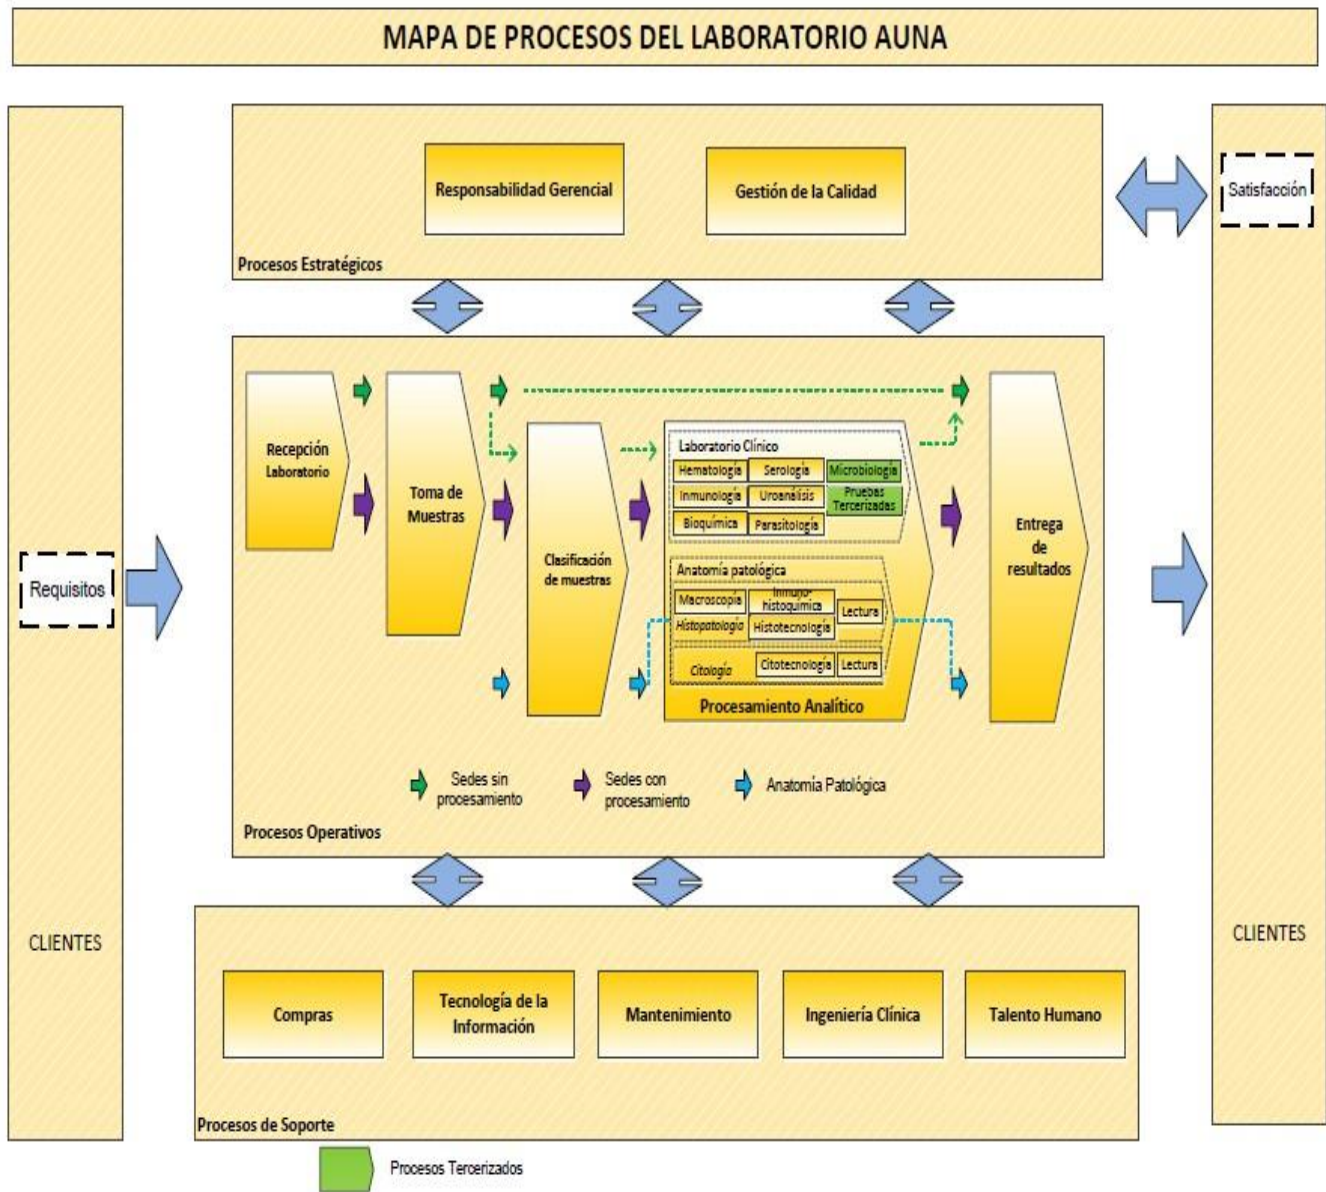 MAPA DE PROCESOS DEL LABORATORIO AUNA
Responsabilidad Gerencial
Gestión de la Calidad
Satisfacción
Procesos Estratégicos
Recepción
Laboratorio
Toma de
Muestras
Clasificación
de muestras
Laboratorio Clínico
Hematología
Serología
Microbiología
Inmunología
Uroanálisis
Pruebas
Tercerizadas
Bioquímica
Parasitología
Anatomía patológica
Macroscopía
Inmuno-
histoquímica
Lectura
Histopatología
Histotecnología
Citología
Citotecnología
Lectura
Procesamiento Analítico
Entrega
de
resultados
Requisitos
Sedes sin
procesamiento
Sedes con
procesamiento
Anatomía Patológica
Procesos Operativos
CLIENTES
CLIENTES
Compras
Tecnología de la
Información
Mantenimiento
Ingeniería Clínica
Talento Humano
Procesos de Soporte
Procesos Tercerizados